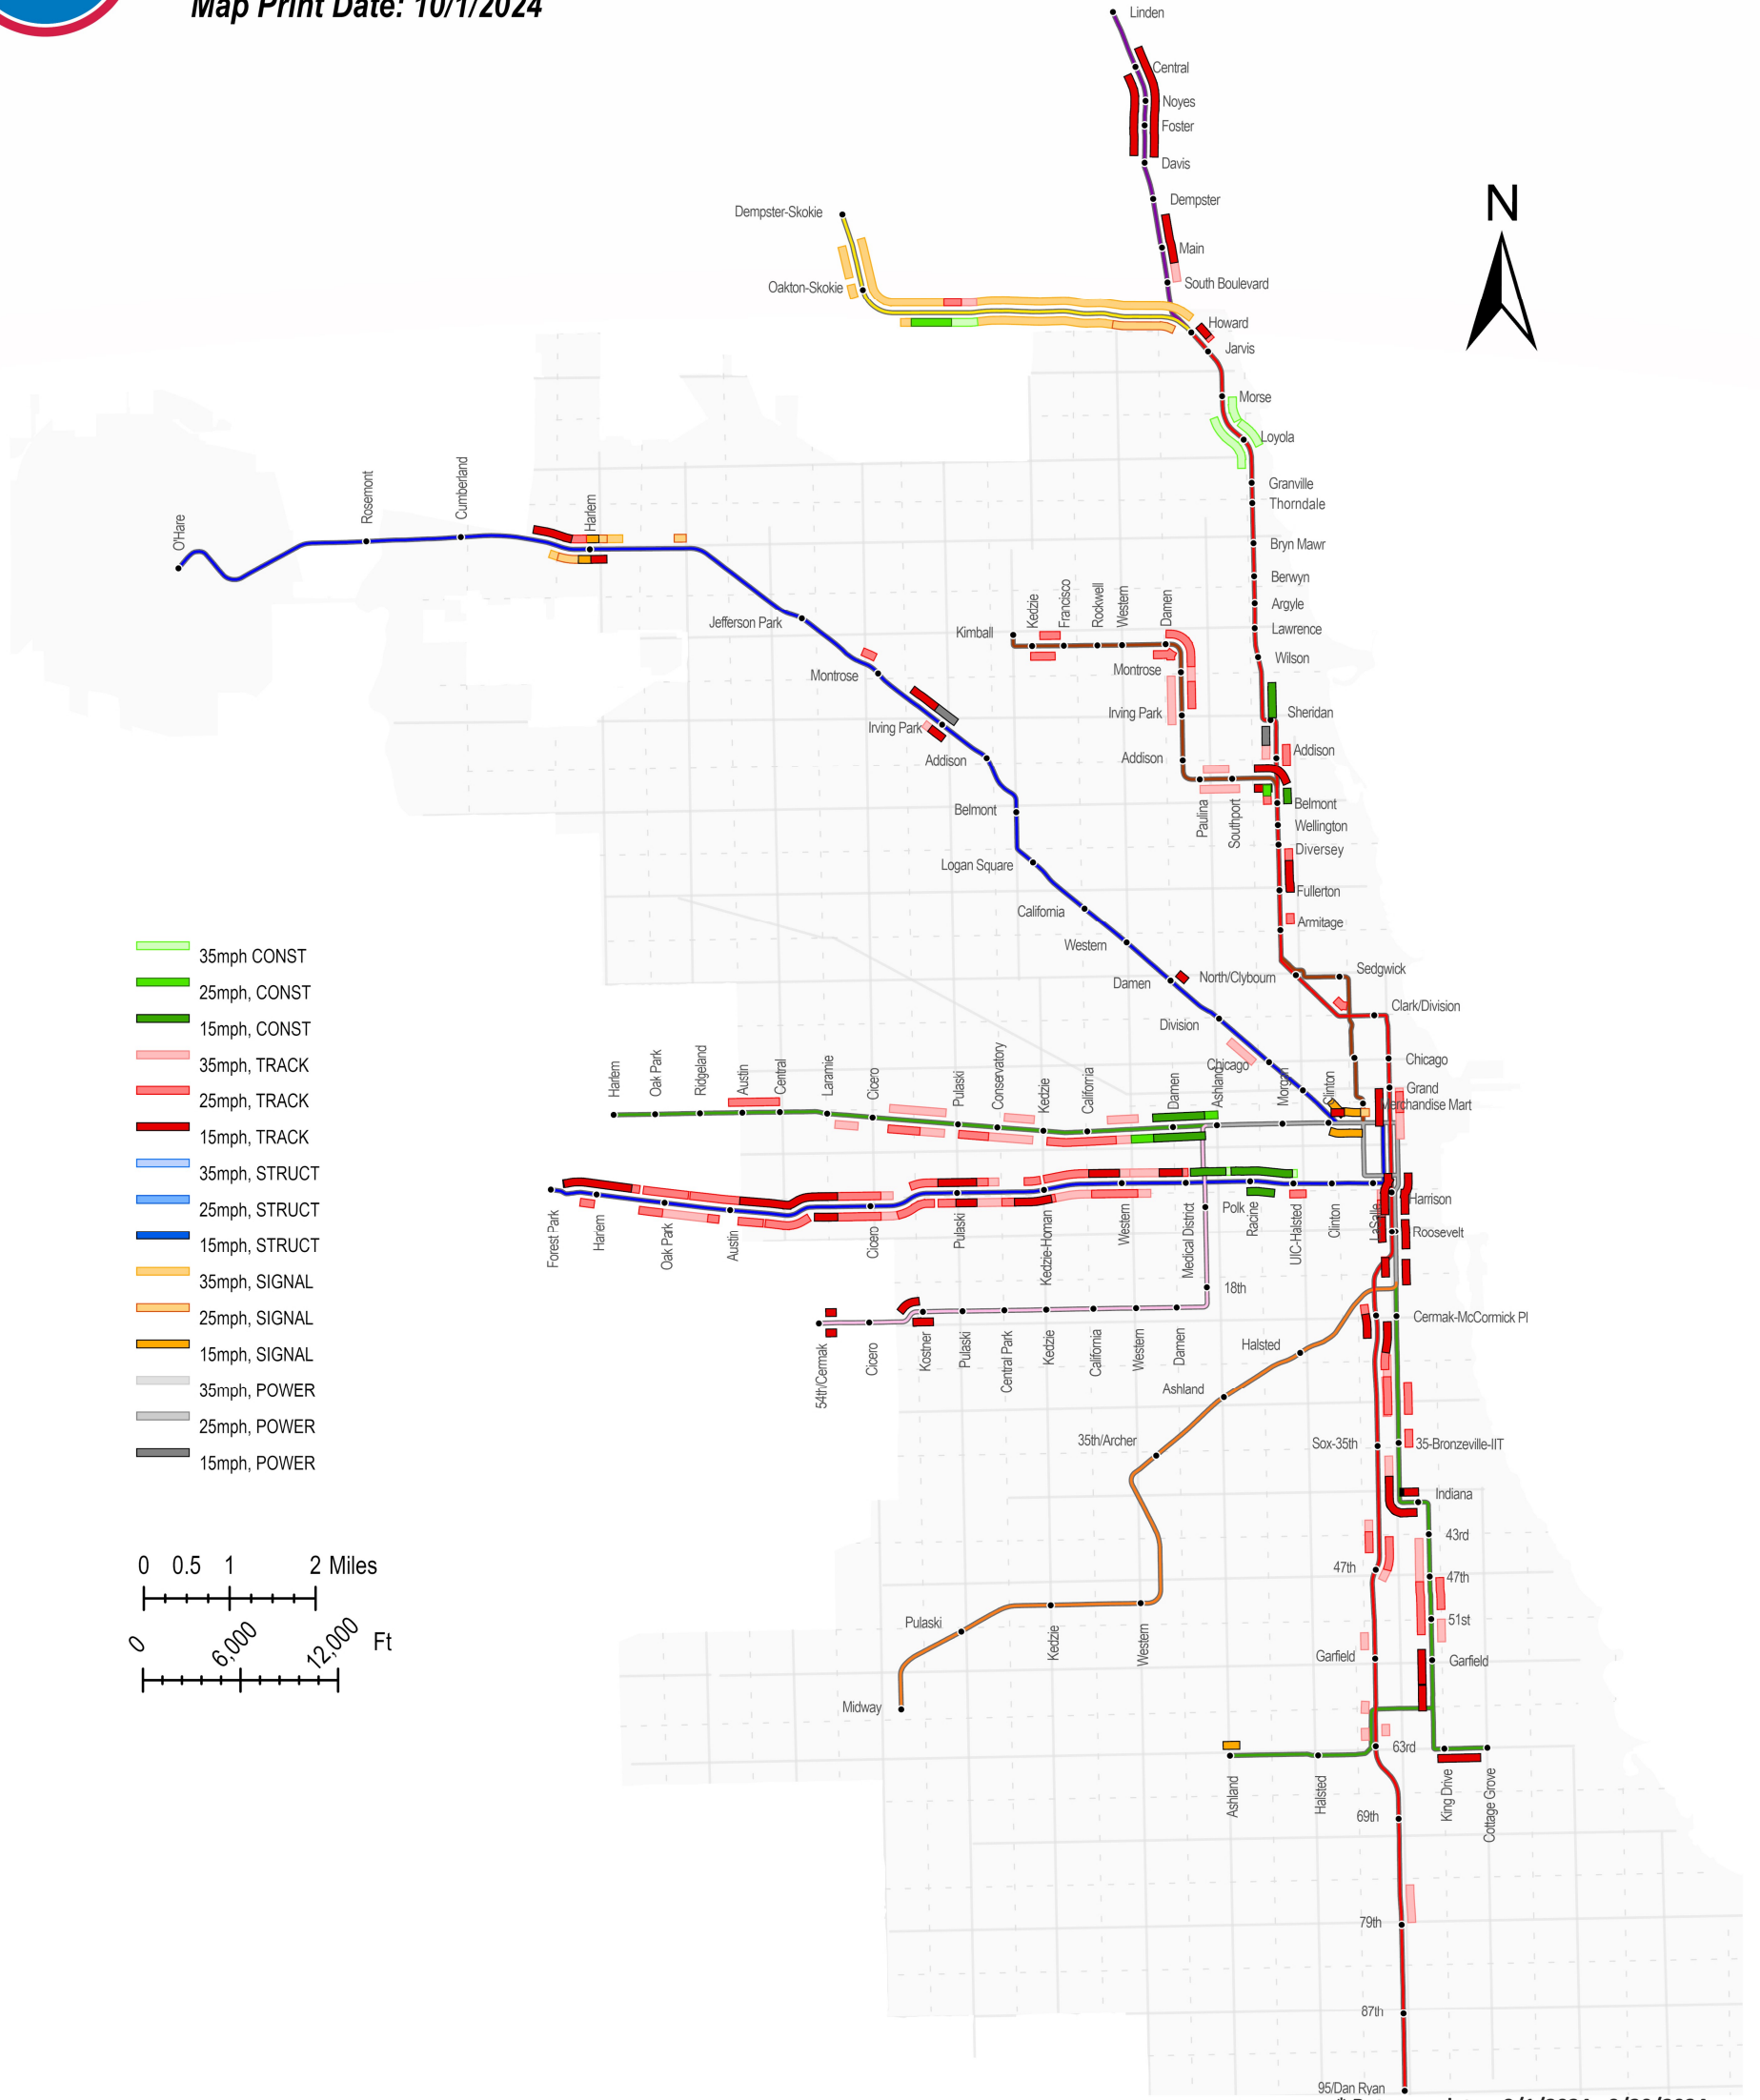 Map Print Date: 10/1/2024
Linden
Central
Noyes
Foster
Davis
Dempster
Main
South Boulevard
N
Dempster-Skokie
Oakton-Skokie
Howard
Jarvis
Morse
Loyola
Granville
Thorndale
Bryn Mawr
Berwyn
Argyle
Lawrence
Wilson
Sheridan
Addison
Belmont
Wellington
Diversey
Fullerton
Armitage
Sedgwick
North/Clybourn
Clark/Division
Chicago
Grand
Merchandise Mart
O'Hare
Rosemont
Cumberland
Harlem
Jefferson Park
Montrose
Irving Park
Addison
Belmont
Logan Square
California
Western
Damen
Division
Chicago
Kimball
Kedzie
Francisco
Rockwell
Western
Damen
Montrose
Irving Park
Addison
Paulina
Southport
35mph CONST
25mph, CONST
15mph, CONST
35mph, TRACK
25mph, TRACK
15mph, TRACK
35mph, STRUCT
25mph, STRUCT
15mph, STRUCT
35mph, SIGNAL
25mph, SIGNAL
15mph, SIGNAL
35mph, POWER
25mph, POWER
15mph, POWER
Harlem
Oak Park
Ridgeland
Austin
Central
Laramie
Cicero
Pulaski
Conservatory
Kedzie
California
Damen
Ashland
Morgan
Clinton
Forest Park
Harlem
Oak Park
Austin
Cicero
Pulaski
Kedzie-Homan
Western
Medical District
Polk
Racine
UIC-Halsted
Clinton
LaSalle
Harrison
Roosevelt
18th
54th/Cermak
Cicero
Kostner
Pulaski
Central Park
Kedzie
California
Western
Damen
Cermak-McCormick Pl
Halsted
Ashland
35th/Archer
Sox-35th
35-Bronzeville-IIT
Indiana
43rd
47th
47th
51st
Garfield
Garfield
Pulaski
Kedzie
Western
Midway
63rd
Ashland
Halsted
King Drive
Cottage Grove
69th
79th
87th
95/Dan Ryan
0 0.5 1 2 Miles
0 6,000 12,000 Ft